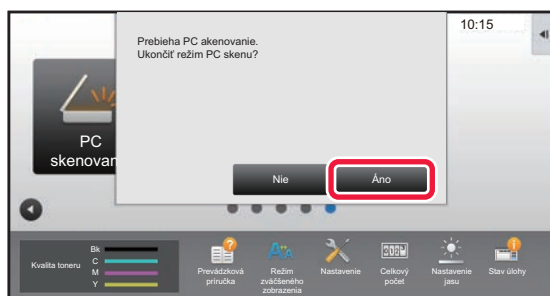 10:15
Prebieha PC akenovanie.
Ukončiť režim PC skenu?
PC
skenovan
Nie
Áno
Kvalita toneru
Bk
C
M
Y
Prevádzková
príručka
Režim
zväčšeného
zobrazenia
Nastavenie
Celkový
počet
Nastavenie
jasu
Stav úlohy